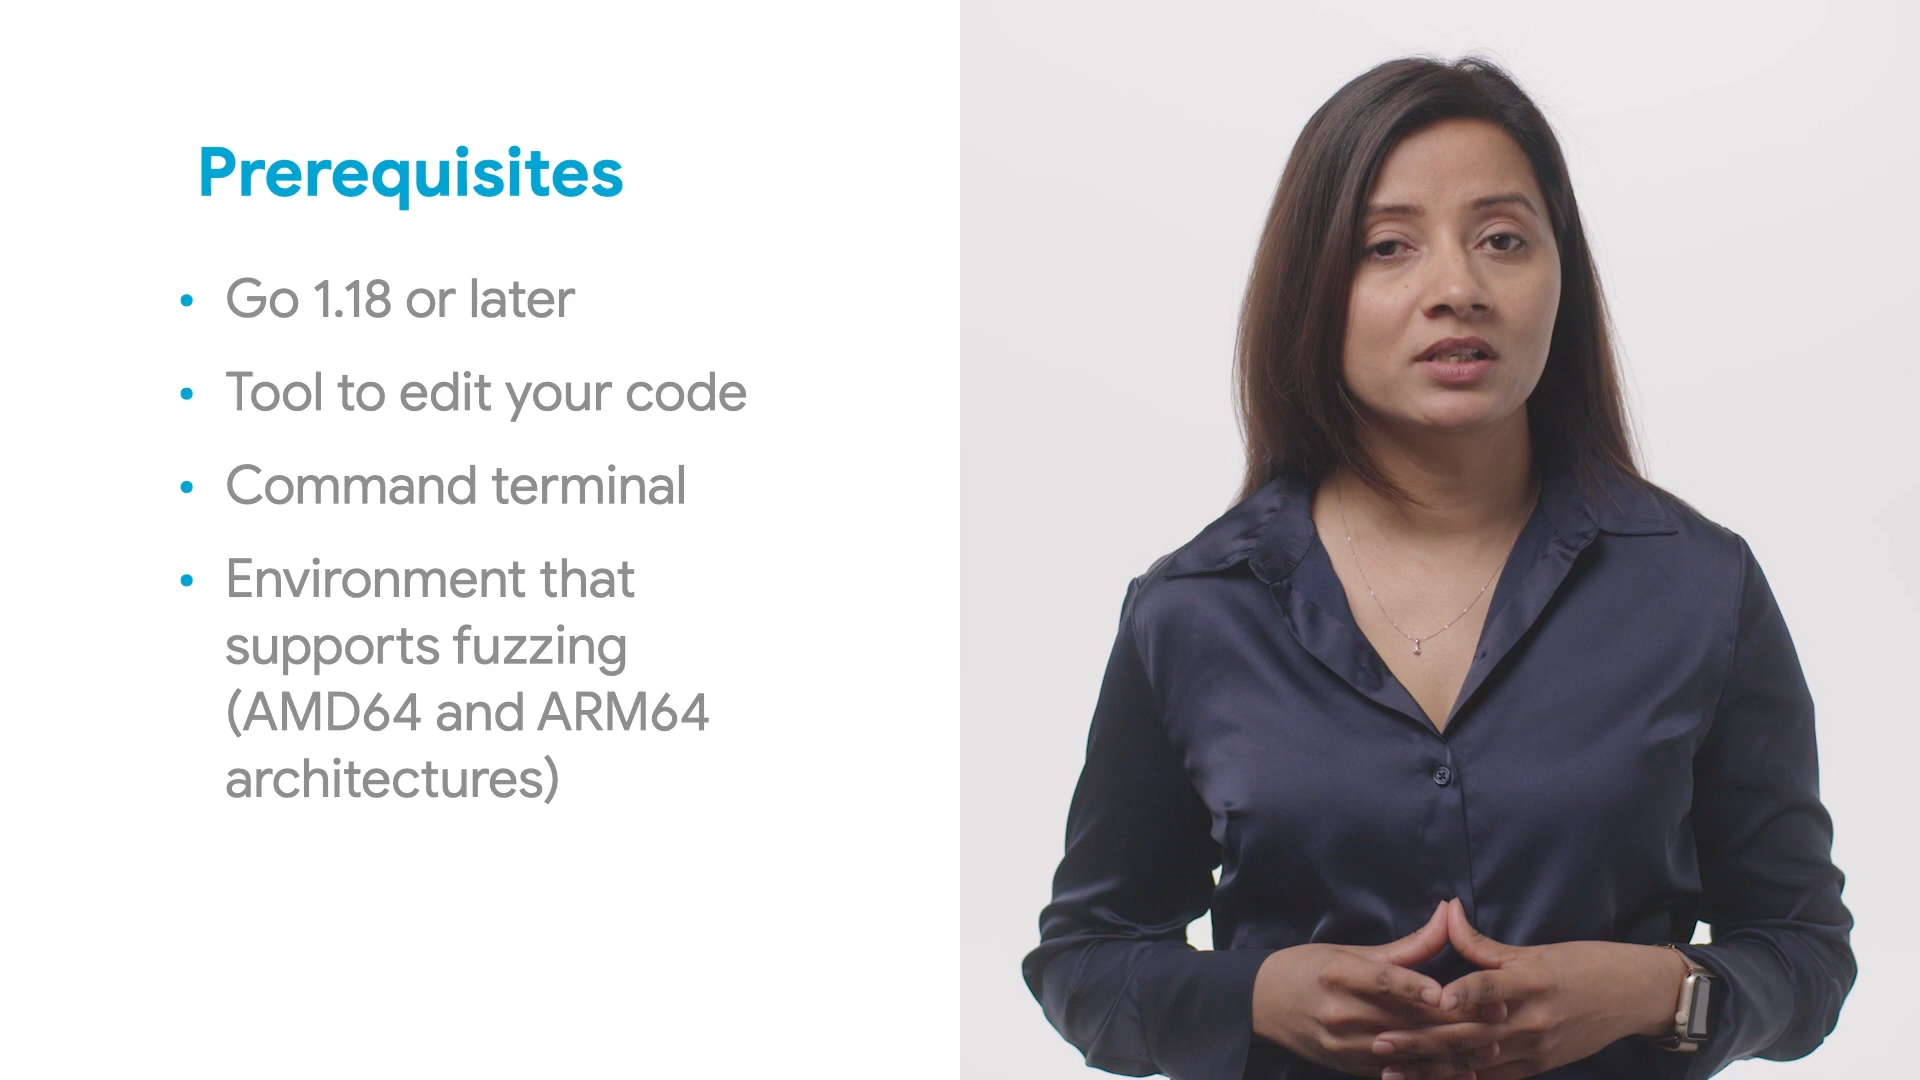 Prerequisites
• Go 1.18 or later
• Tool to edit your code
• Command terminal
• Environment that
supports fuzzing
(AMD64 and ARM64
architectures)